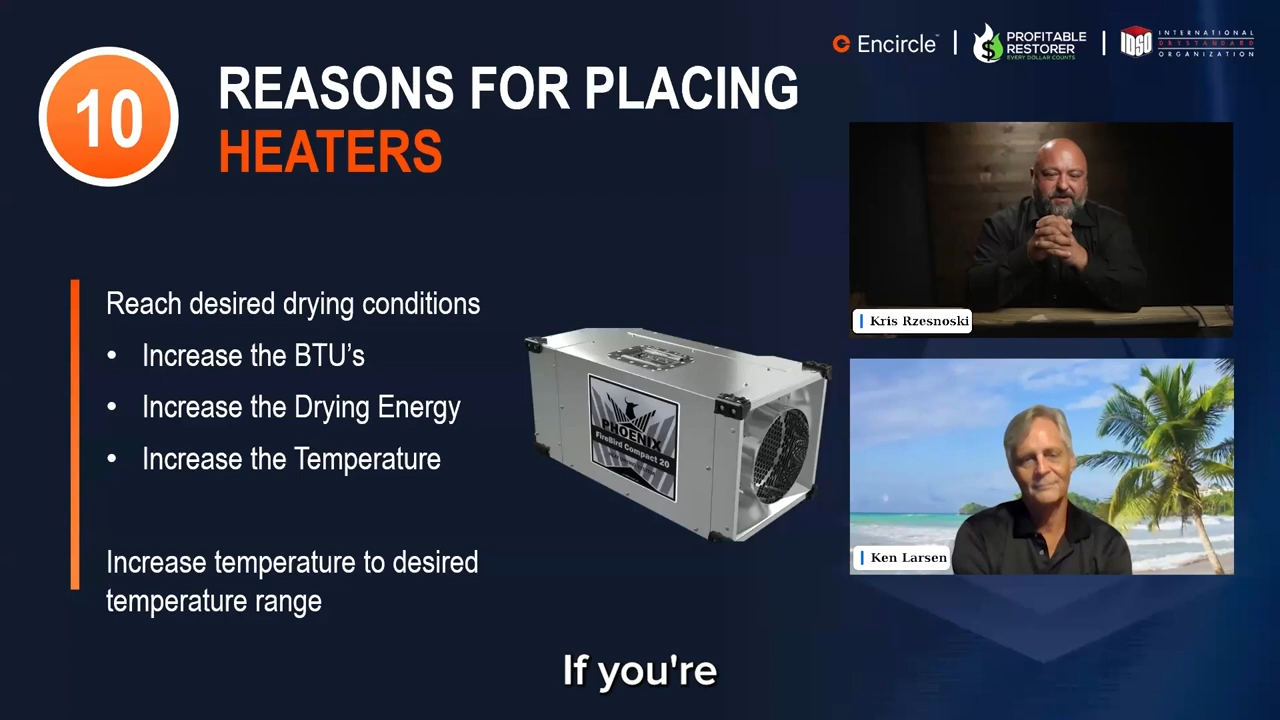 10
REASONS FOR PLACING
HEATERS
Encircle
PROFITABLE
RESTORER
EVERY DOLLAR COUNTS
IDSO
INTERNATIONAL
DRYSTANDARD
ORGANIZATION
Reach desired drying conditions
• Increase the BTU's
• Increase the Drying Energy
• Increase the Temperature
Increase temperature to desired
temperature range
PHOENIX
FireBird Compact 20
Kris Rzesnoski
Ken Larsen
If you're